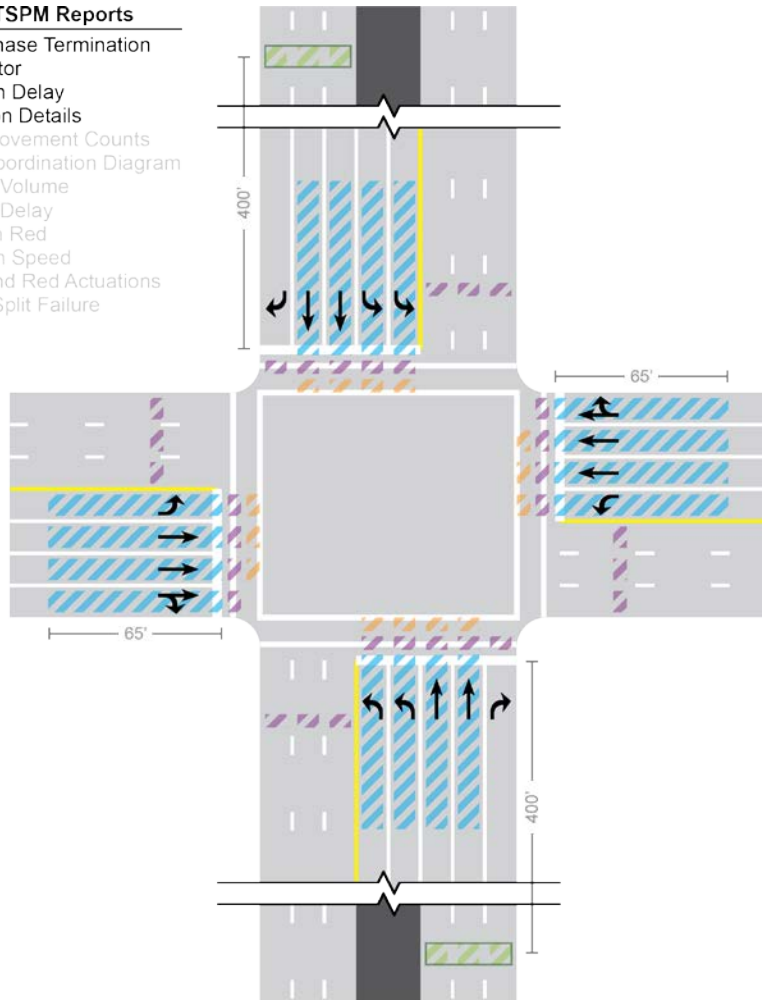 TSPM Reports
hase Termination
tor
n Delay
on Details
ovement Counts
oordination Diagram
Volume
Delay
n Red
n Speed
nd Red Actuations
Split Failure
400'
65'
65'
400'